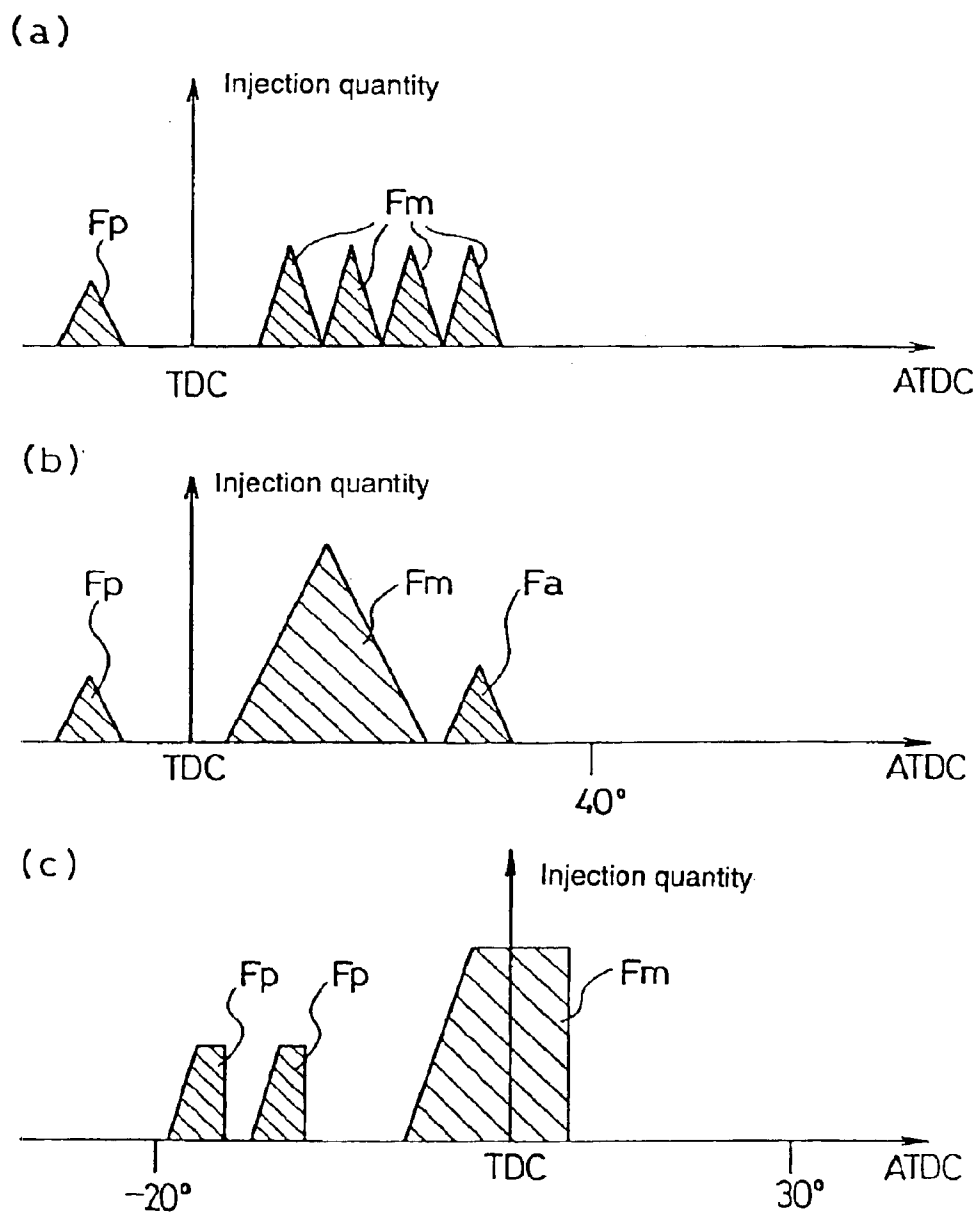 (a)
Injection quantity
Fp
Fm
TDC
ATDC
(b)
Injection quantity
Fp
Fm
Fa
TDC
ATDC
40°
(c)
Injection quantity
Fp
Fp
Fm
TDC
ATDC
-20°
30°